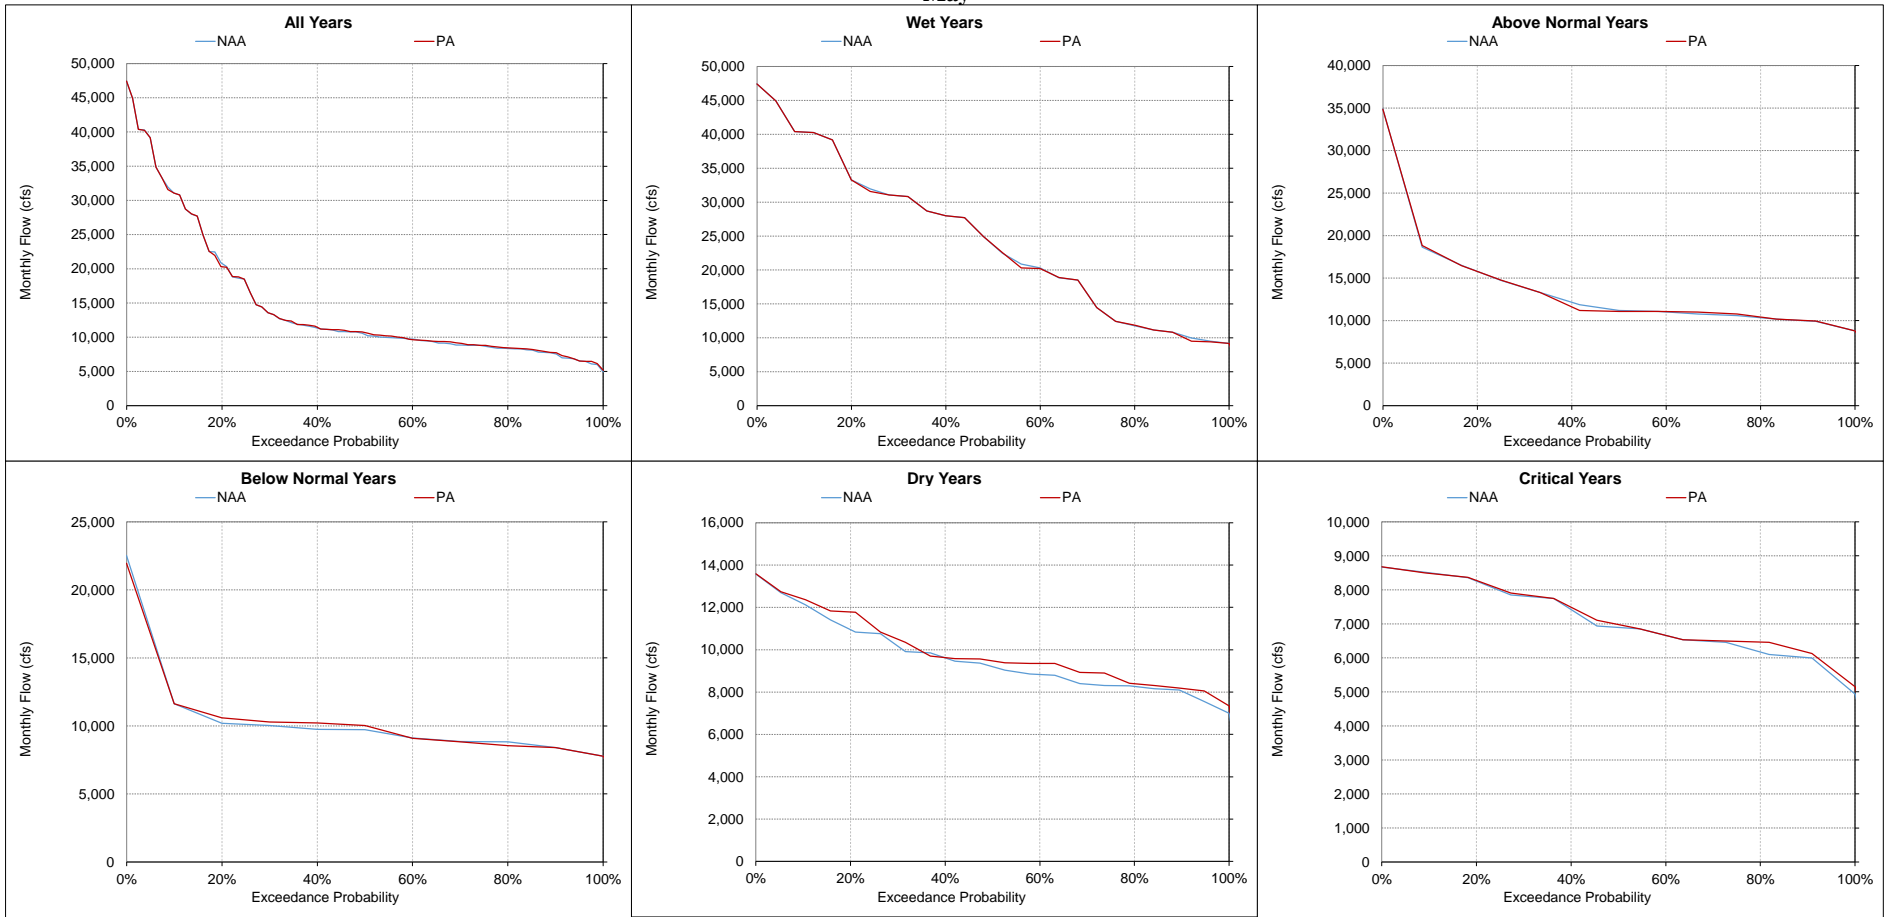 May
All Years
NAA
PA
50,000
45,000
40,000
35,000
30,000
25,000
20,000
15,000
10,000
5,000
0
Monthly Flow (cfs)
0% 20% 40% 60% 80% 100%
Exceedance Probability
Wet Years
NAA
PA
50,000
45,000
40,000
35,000
30,000
25,000
20,000
15,000
10,000
5,000
0
Monthly Flow (cfs)
0% 20% 40% 60% 80% 100%
Exceedance Probability
Above Normal Years
NAA
PA
40,000
35,000
30,000
25,000
20,000
15,000
10,000
5,000
0
Monthly Flow (cfs)
0% 20% 40% 60% 80% 100%
Exceedance Probability
Below Normal Years
NAA
PA
25,000
20,000
15,000
10,000
5,000
0
Monthly Flow (cfs)
0% 20% 40% 60% 80% 100%
Exceedance Probability
Dry Years
NAA
PA
16,000
14,000
12,000
10,000
8,000
6,000
4,000
2,000
0
Monthly Flow (cfs)
0% 20% 40% 60% 80% 100%
Exceedance Probability
Critical Years
NAA
PA
10,000
9,000
8,000
7,000
6,000
5,000
4,000
3,000
2,000
1,000
0
Monthly Flow (cfs)
0% 20% 40% 60% 80% 100%
Exceedance Probability